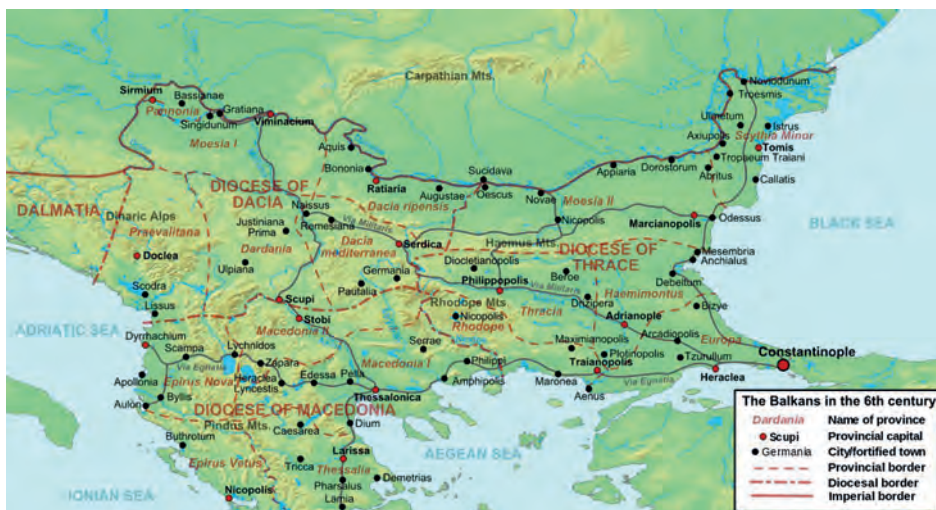 Carpathian Mts.
Noviodunum
Troesmis
Sirmium
Bassianae
Gratiana
Pannonia
Singidunum
Viminacium
Moesia I
Ulmetum
Istrus
Axiupolis
Scythia Minor
Tomis
Aquis
Tropaeum Traiani
Bononia
Ratiaria
Sucidava
Appiaria
Dorostorum
Abritus
Callatis
DIOCESE OF
DACIA
Augustae
Oescus
Novae
Moesia II
DALMATIA
Dinaric Alps
Praevalitana
Dacia ripensis
Naissus
Remesiana
Via Militaris
Nicopolis
Marcianopolis
Odessus
BLACK SEA
Justiniana
Prima
Dardania
Dacia
mediterranea
Serdica
Haemus Mts.
DIOCESE OF
THRACE
Mesembria
Anchialus
Doclea
Ulpiana
Germania
Pautalia
Diocletianopolis
Beroe
Philippopolis
Via Militaris
Debeltum
Haemimontus
Scodra
Lissus
Scupi
Stobi
Rhodope Mts.
Nicopolis
Rhodope
Thracia
Drizipera
Adrianople
Bizye
ADRIATIC SEA
Dyrrhachium
Macedonia II
Serrae
Maximianopolis
Plotinopolis
Arcadiopolis
Europa
Scampa
Lychnidos
Via Egnatia
Zapara
Macedonia I
Philippi
Traianopolis
Tzurullum
Constantinople
Apollonia
Epirus Nova
Heraclea
Lyncestis
Edessa
Pella
Amphipolis
Maronea
Via Egnatia
Heraclea
Byllis
Aulon
Thessalonica
Aenus
DIOCESE OF MACEDONIA
Pindus Mts.
Caesarea
Dium
Buthrotum
Larissa
AEGEAN SEA
Epirus Vetus
Tricca
Thessalia
Pharsalus
Demetrias
IONIAN SEA
Nicopolis
Lamia
The Balkans in the 6th century
Dardania Name of province
Scupi Provincial capital
Germania City/fortified town
Provincial border
Diocesal border
Imperial border